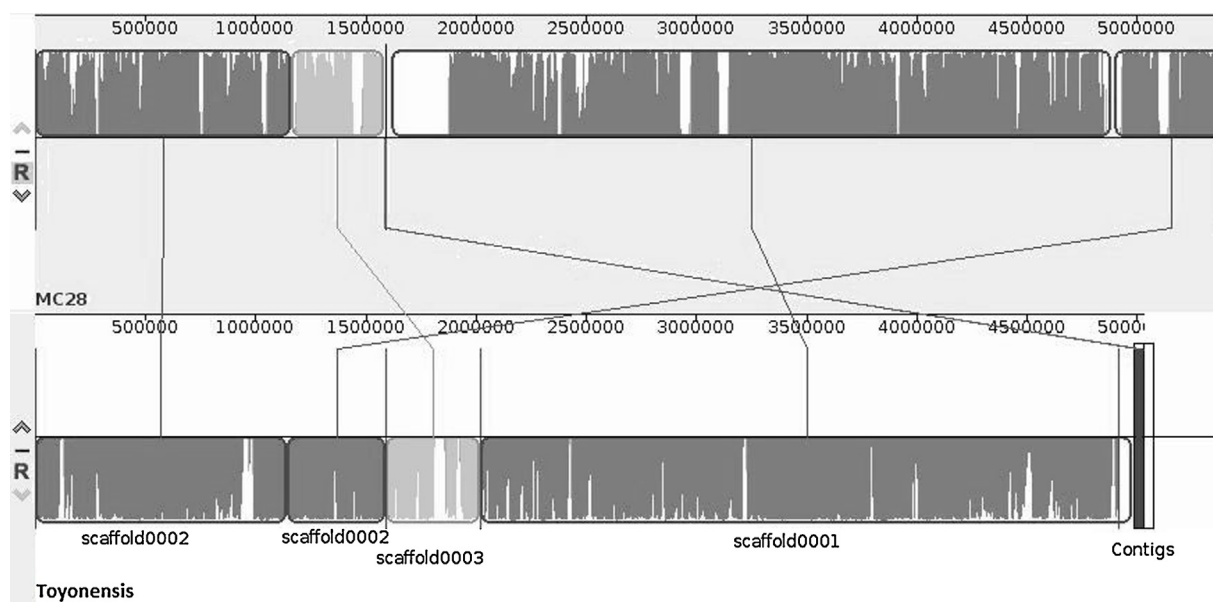 500000 1000000 1500000 2000000 2500000 3000000 3500000 4000000 4500000 5000000
R
MC28
500000 1000000 1500000 2000000 2500000 3000000 3500000 4000000 4500000
R
scaffold0002 scaffold0002 scaffold0003 scaffold0001 Contigs
Toyonensis